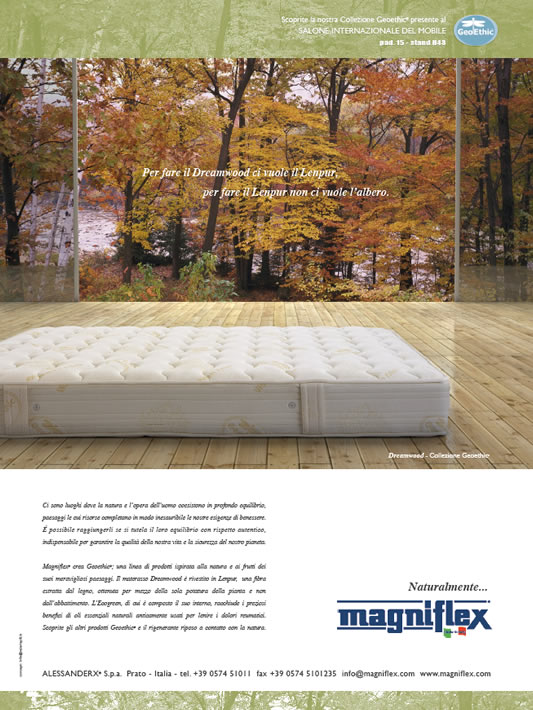 Scoprite la nostra Collezione Geoethic® presente al
SALONE INTERNAZIONALE DEL MOBILE
pad. 15 - stand B43
GeoEthic
Per fare il Dreamwood ci vuole il Lenpur,
per fare il Lenpur non ci vuole l'albero.
Dreamwood - Collezione Geoethic®
Ci sono luoghi dove la natura e l'opera dell'uomo coesistono in profondo equilibrio,
paesaggi le cui risorse completano in modo inesauribile le nostre esigenze di benessere.
É possibile raggiungerli se si tutela il loro equilibrio con rispetto autentico,
indispensabile per garantire la qualità della nostra vita e la sicurezza del nostro pianeta.
Magniflex crea Geoethic®; una linea di prodotti ispirata alla natura e ai frutti dei
suoi meravigliosi paesaggi. Il materasso Dreamwood è rivestito in Lenpur, una fibra
estratta dal legno, ottenuta per mezzo della sola potatura della pianta e non
dall'abbattimento. L'Ecogreen, di cui è composto il suo interno, racchiude i preziosi
benefici di oli essenziali naturali anticamente usati per lenire i dolori reumatici.
Scoprite gli altri prodotti Geoethic® e il rigenerante riposo a contatto con la natura.
Naturalmente...
magniflex
ALESSANDERX® S.p.a. Prato - Italia - tel. +39 0574 51011 fax +39 0574 5101235 info@magniflex.com www.magniflex.com